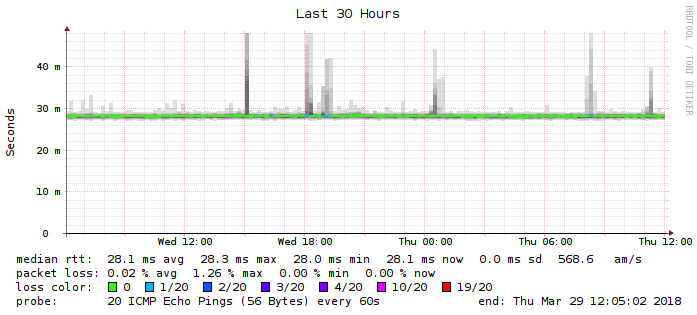 Last 30 Hours
RRDTOOL / TOBI OETIKER
Seconds
40 m
30 m
20 m
10 m
0
Wed 12:00 Wed 18:00 Thu 00:00 Thu 06:00 Thu 12:00
median rtt: 28.1 ms avg 28.3 ms max 28.0 ms min 28.1 ms now 0.0 ms sd 568.6 am/s
packet loss: 0.02 % avg 1.26 % max 0.00 % min 0.00 % now
loss color: 0 1/20 2/20 3/20 4/20 10/20 19/20
probe: 20 ICMP Echo Pings (56 Bytes) every 60s end: Thu Mar 29 12:05:02 2018